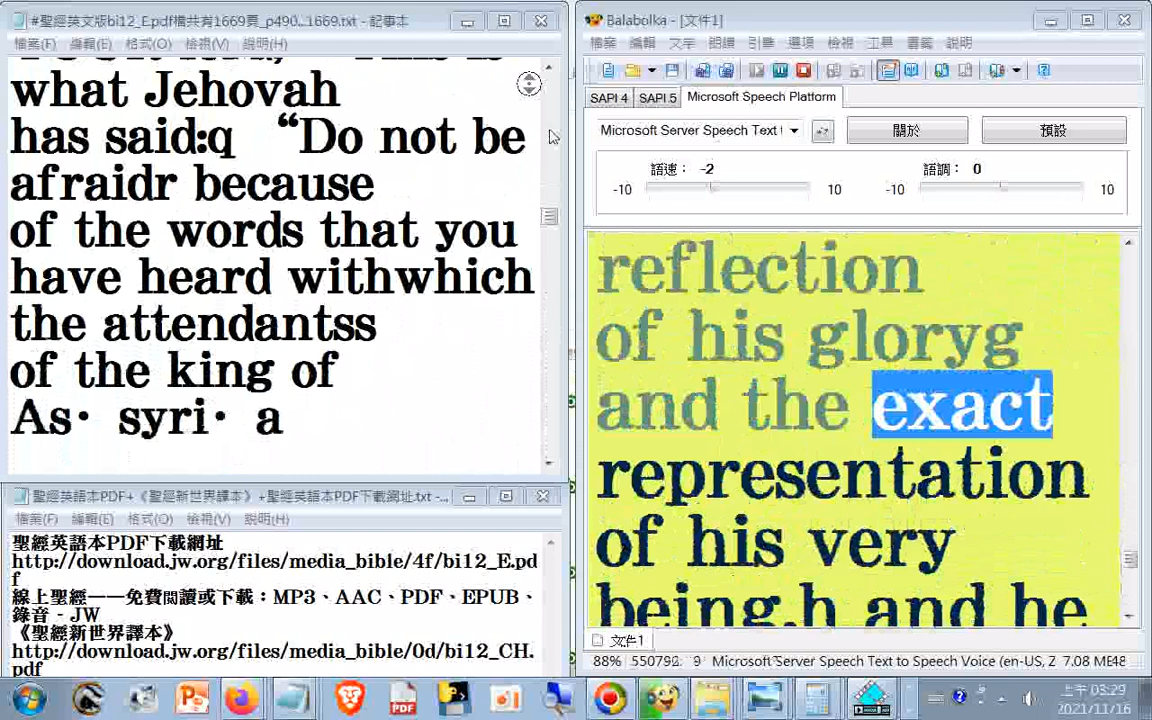 #聖經英文版bi12_E.pdf檔共有1669頁_p490...1669.txt - 記事本
檔案(F) 編輯(E) 格式(O) 檢視(V) 說明(H)
what Jehovah
has said:q “Do not be
afraidr because
of the words that you
have heard withwhich
the attendantss
of the king of
As· syri· a
聖經英語本PDF+《聖經新世界譯本》+聖經英語本PDF下載網址.txt -...
檔案(F) 編輯(E) 格式(O) 檢視(V) 說明(H)
聖經英語本PDF下載網址
http://download.jw.org/files/media_bible/4f/bi12_E.pd
f
線上聖經——免費閱讀或下載：MP3、AAC、PDF、EPUB、
錄音 - JW
《聖經新世界譯本》
http://download.jw.org/files/media_bible/0d/bi12_CH.
pdf
Balabolka - [文件1]
檔案 編輯 文字 朗讀 引擎 選項 檢視 工具 書籤 說明
SAPI 4 SAPI 5 Microsoft Speech Platform
Microsoft Server Speech Text
關於 預設
語速： -2 語調： 0
-10 10 -10 10
reflection
of his gloryg
and the exact
representation
of his very
being,h and he
文件1
88% 550792 9 Microsoft Server Speech Text to Speech Voice (en-US, Z 7.08 ME48
PDF
上午 03:29
2021/11/16